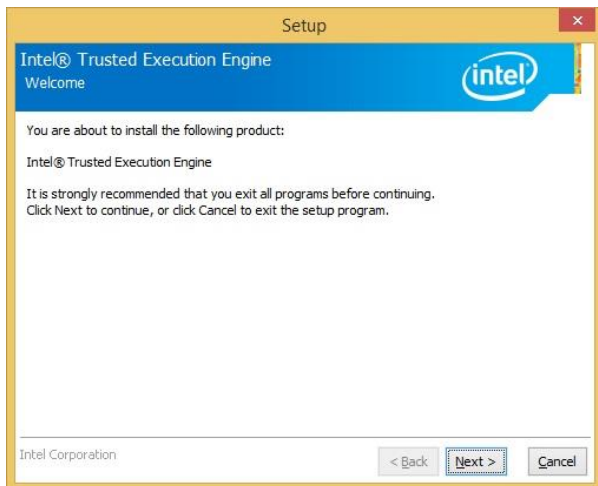 Setup
Intel® Trusted Execution Engine
Welcome
intel
You are about to install the following product:
Intel® Trusted Execution Engine
It is strongly recommended that you exit all programs before continuing.
Click Next to continue, or click Cancel to exit the setup program.
Intel Corporation
< Back Next > Cancel